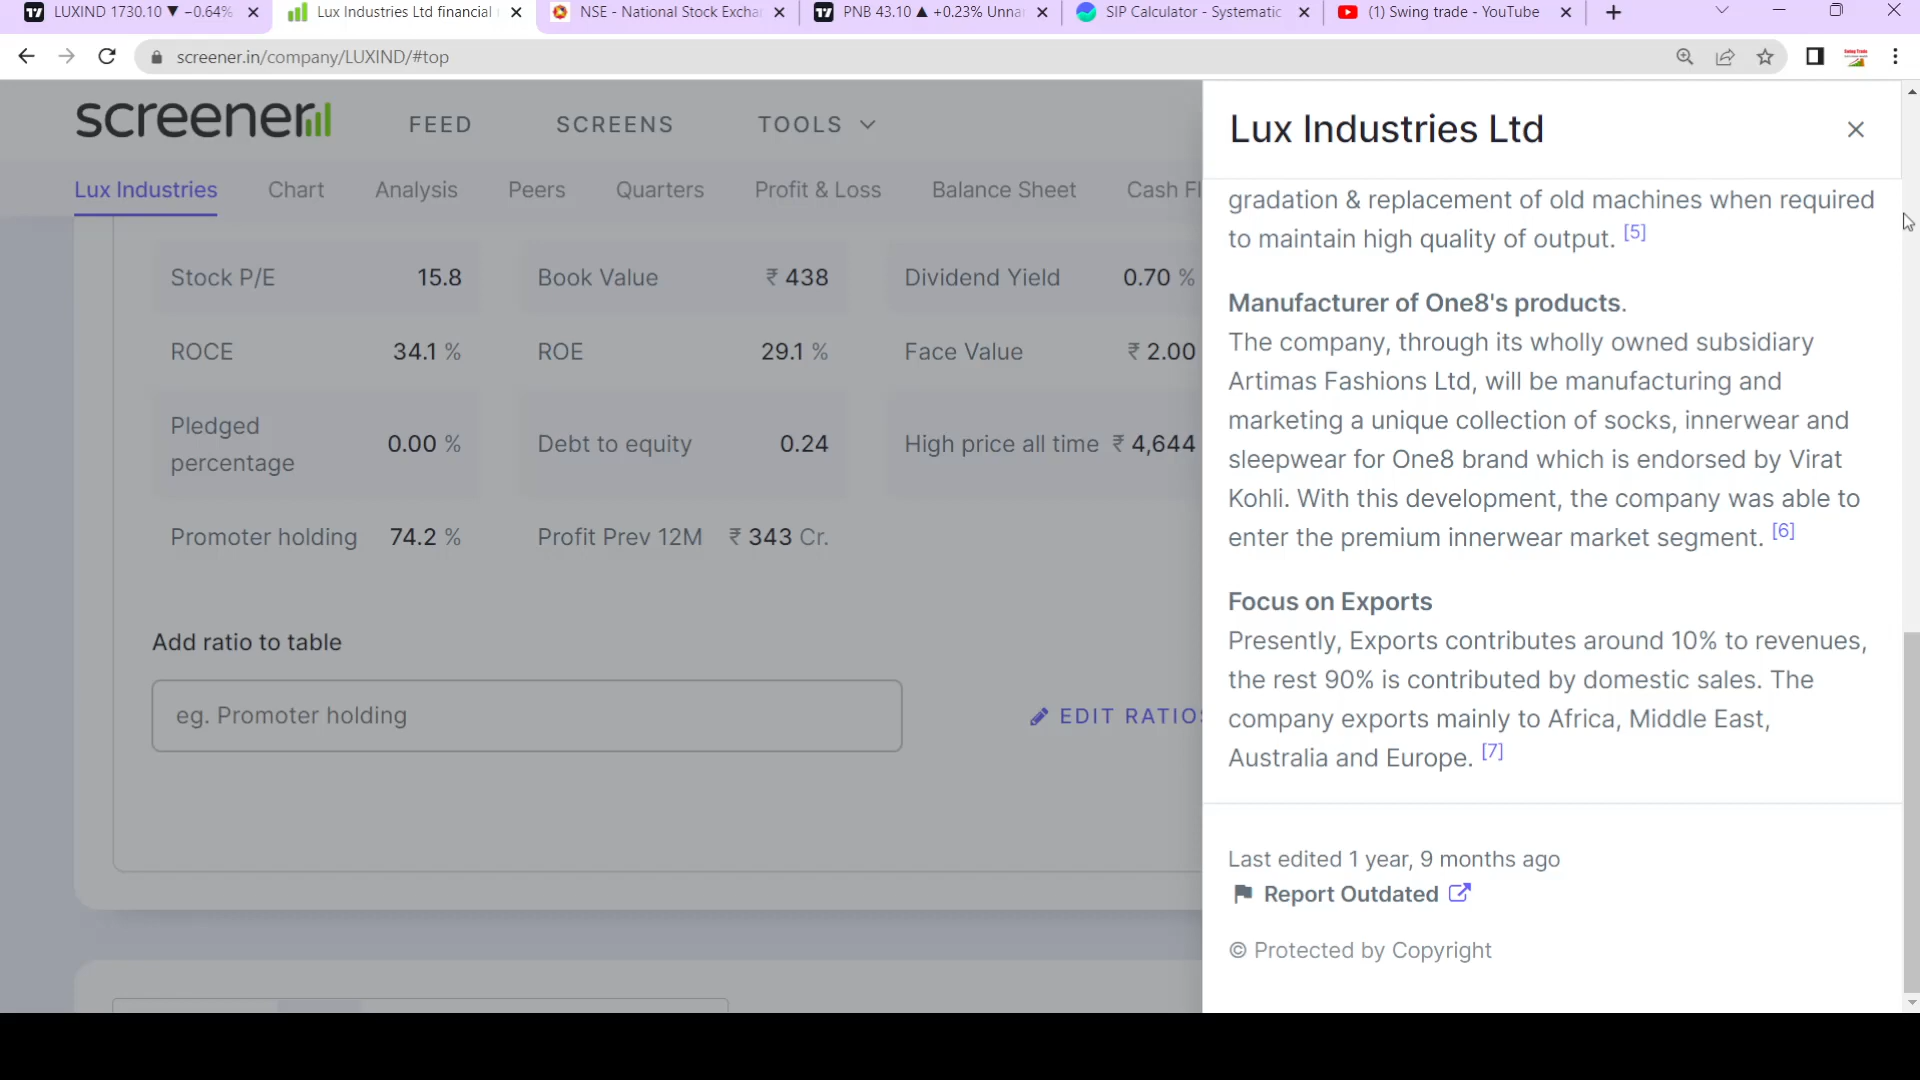 LUXIND 1730.10 ▼ −0.64%
Lux Industries Ltd financial
NSE - National Stock Exchan
PNB 43.10 ▲ +0.23% Unna
SIP Calculator - Systematic
(1) Swing trade - YouTube
screener.in/company/LUXIND/#top
screener
FEED
SCREENS
TOOLS
Lux Industries
Chart
Analysis
Peers
Quarters
Profit & Loss
Balance Sheet
Cash Fl
Stock P/E 15.8
Book Value ₹ 438
Dividend Yield 0.70 %
ROCE 34.1 %
ROE 29.1 %
Face Value ₹ 2.00
Pledged
percentage 0.00 %
Debt to equity 0.24
High price all time ₹ 4,644
Promoter holding 74.2 %
Profit Prev 12M ₹ 343 Cr.
Add ratio to table
eg. Promoter holding
EDIT RATIOS
Lux Industries Ltd
gradation & replacement of old machines when required
to maintain high quality of output. [5]
Manufacturer of One8's products.
The company, through its wholly owned subsidiary
Artimas Fashions Ltd, will be manufacturing and
marketing a unique collection of socks, innerwear and
sleepwear for One8 brand which is endorsed by Virat
Kohli. With this development, the company was able to
enter the premium innerwear market segment. [6]
Focus on Exports
Presently, Exports contributes around 10% to revenues,
the rest 90% is contributed by domestic sales. The
company exports mainly to Africa, Middle East,
Australia and Europe. [7]
Last edited 1 year, 9 months ago
Report Outdated
© Protected by Copyright